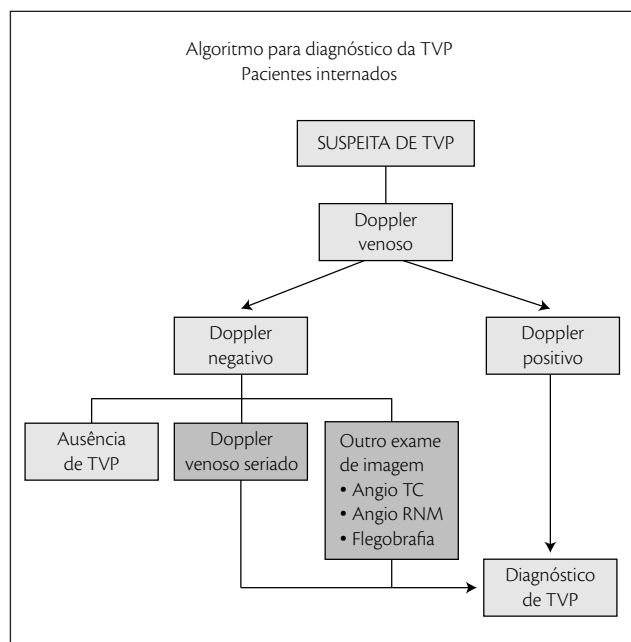 Algoritmo para diagnóstico da TVP
Pacientes internados
SUSPEITA DE TVP
Doppler
venoso
Doppler
negativo
Doppler
positivo
Ausência
de TVP
Doppler
venoso seriado
Outro exame
de imagem
• Angio TC
• Angio RNM
• Flegobrafia
Diagnóstico
de TVP